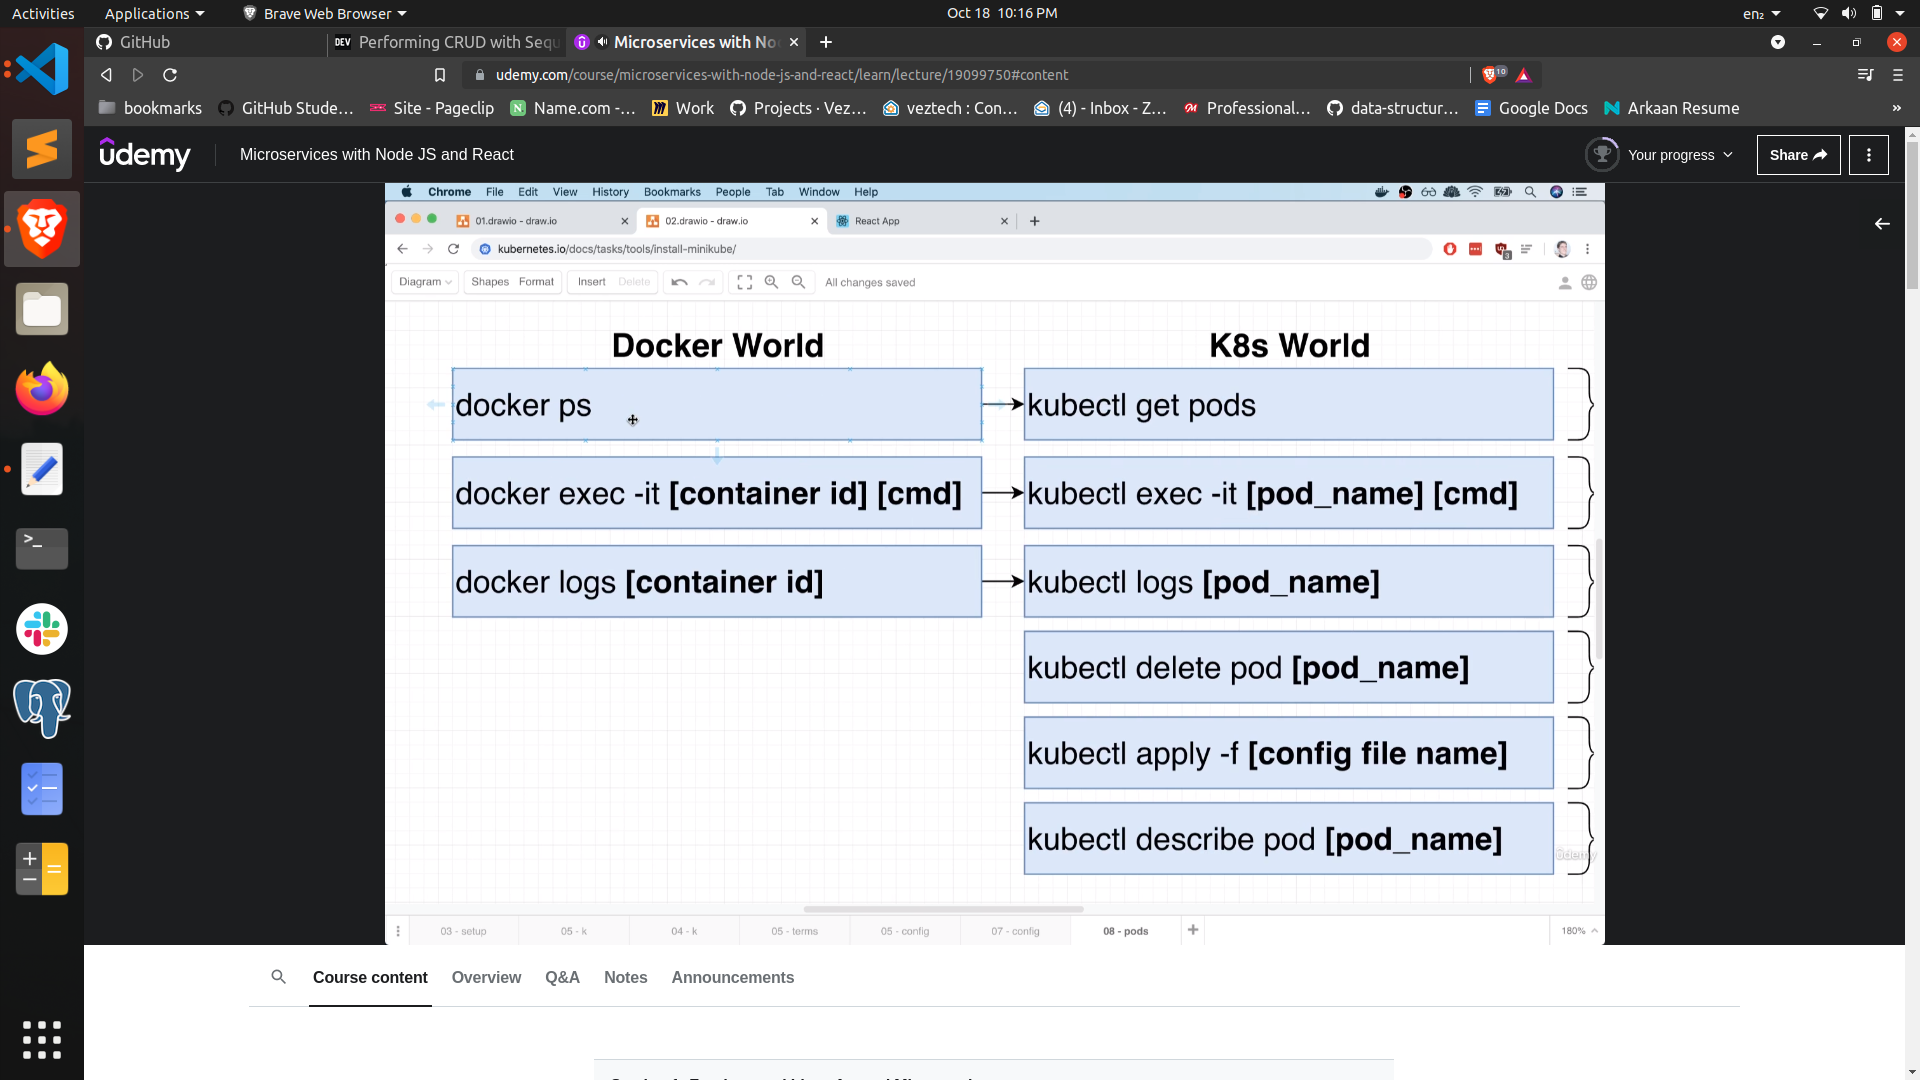 Activities Applications Brave Web Browser Oct 18 10:16 PM en₂
GitHub DEV Performing CRUD with Sequ Microservices with No
udemy.com/course/microservices-with-node-js-and-react/learn/lecture/19099750#content 10
bookmarks GitHub Stude… Site - Pageclip Name.com -… Work Projects · Vez… veztech : Con… (4) - Inbox - Z… Professional… data-structur… Google Docs Arkaan Resume »
udemy Microservices with Node JS and React Your progress Share
Chrome File Edit View History Bookmarks People Tab Window Help
01.drawio - draw.io 02.drawio - draw.io React App
kubernetes.io/docs/tasks/tools/install-minikube/ 3
Diagram Shapes Format Insert Delete All changes saved
Docker World K8s World
docker ps kubectl get pods
docker exec -it [container id] [cmd] kubectl exec -it [pod_name] [cmd]
docker logs [container id] kubectl logs [pod_name]
kubectl delete pod [pod_name]
kubectl apply -f [config file name]
kubectl describe pod [pod_name]
udemy
03 - setup 05 - k 04 - k 05 - terms 05 - config 07 - config 08 - pods 180%
Course content Overview Q&A Notes Announcements